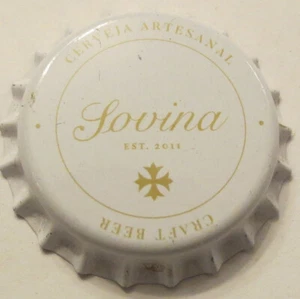 CERVEJA ARTESANAL
Sovina
EST. 2011
CRAFT BEER